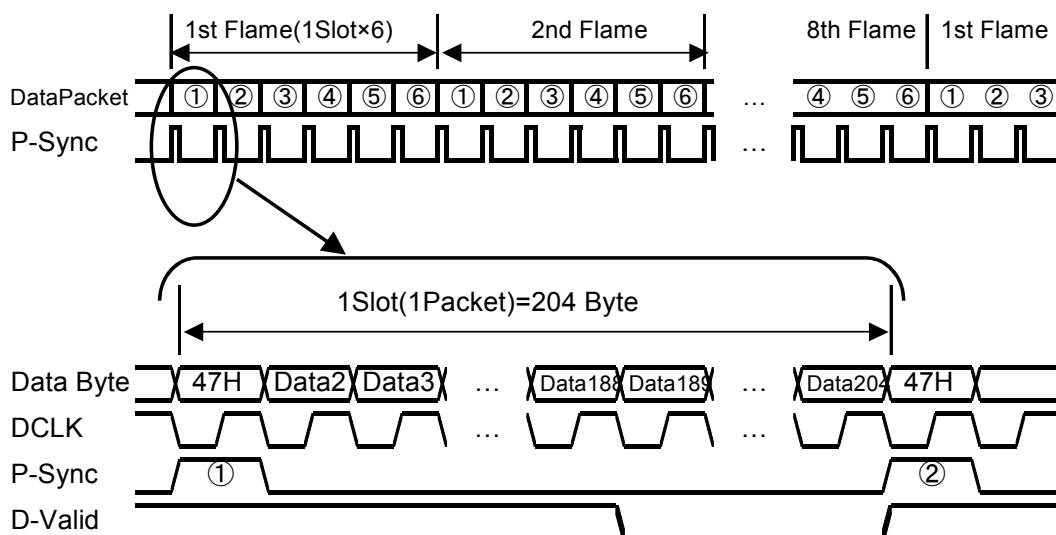 1st Flame(1Slot×6) 2nd Flame 8th Flame 1st Flame
DataPacket ① ② ③ ④ ⑤ ⑥ ① ② ③ ④ ⑤ ⑥ … ④ ⑤ ⑥ ① ② ③
P-Sync …
1Slot(1Packet)=204 Byte
Data Byte 47H Data2 Data3 … Data188 Data189 … Data204 47H
DCLK … …
P-Sync ① ②
D-Valid